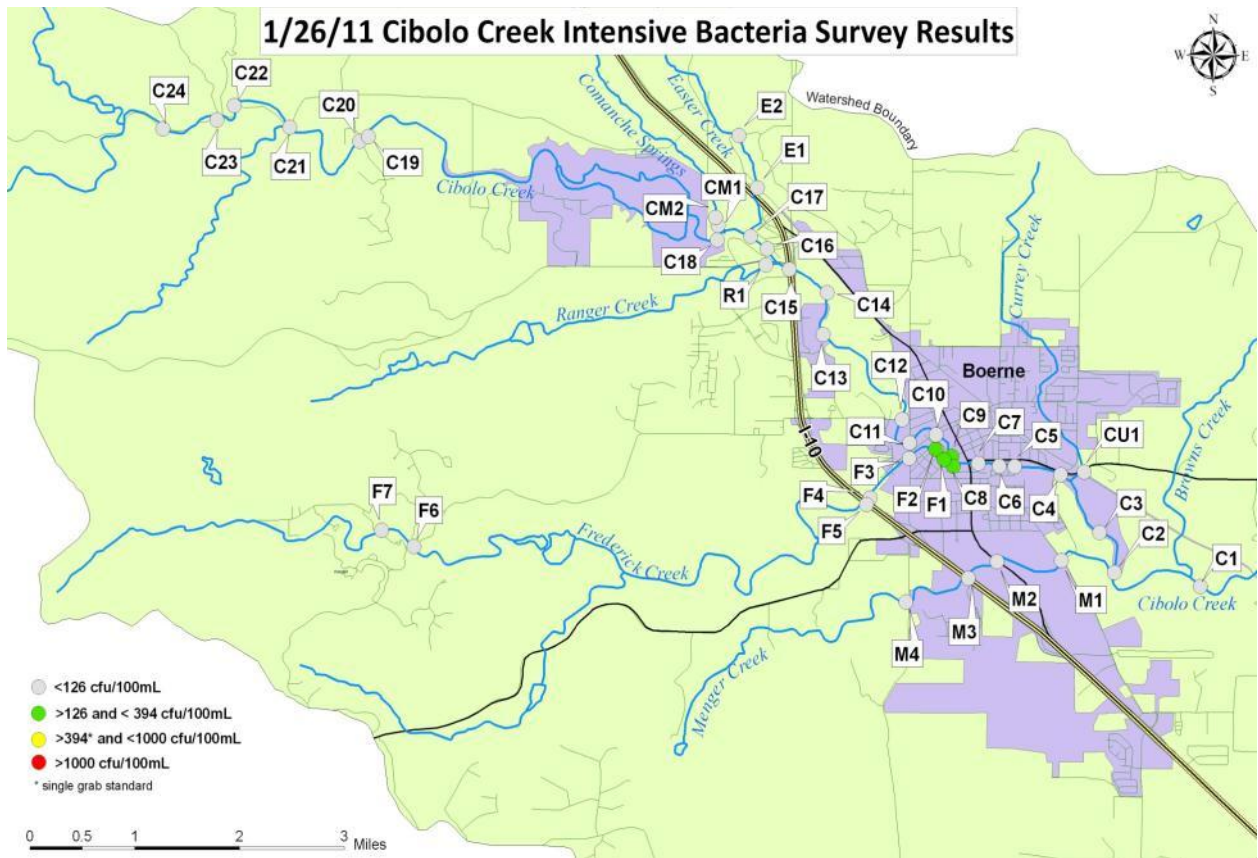 1/26/11 Cibolo Creek Intensive Bacteria Survey Results
N
W E
S
C22
C24
C20
C23
C21
C19
Cibolo Creek
Comanche Springs
Easter Creek
Watershed Boundary
E2
E1
CM1
C17
CM2
C16
C18
R1
C15
C14
Ranger Creek
Currey Creek
C13
C12
Boerne
C10
C9
C7
C5
CU1
C11
I-10
F3
F4
F2
F1
C8
C6
C4
C3
Browns Creek
F5
C2
C1
F7
F6
Frederick Creek
Cibolo Creek
M1
M2
M3
M4
Menger Creek
<126 cfu/100mL
>126 and < 394 cfu/100mL
>394* and <1000 cfu/100mL
>1000 cfu/100mL
* single grab standard
0 0.5 1 2 3
Miles